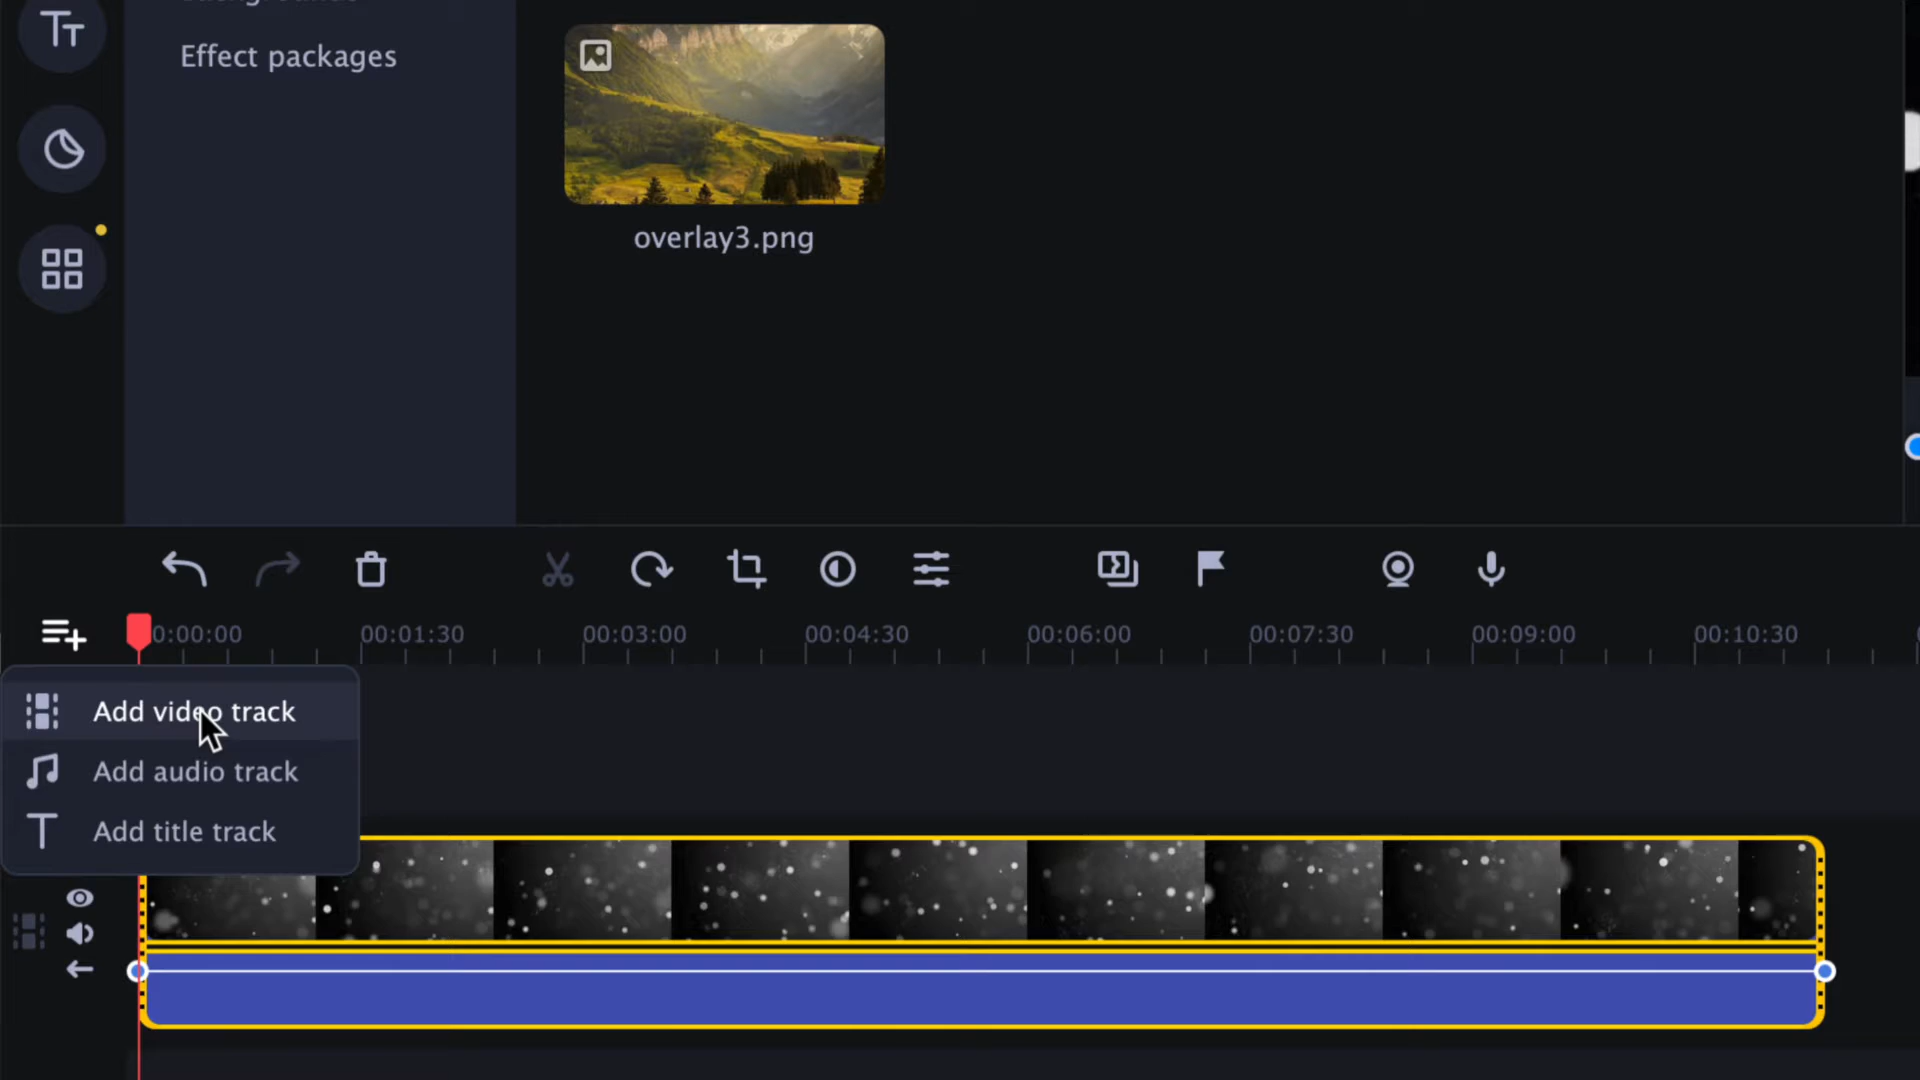 Effect packages
overlay3.png
0:00:00 00:01:30 00:03:00 00:04:30 00:06:00 00:07:30 00:09:00 00:10:30
Add video track
Add audio track
Add title track